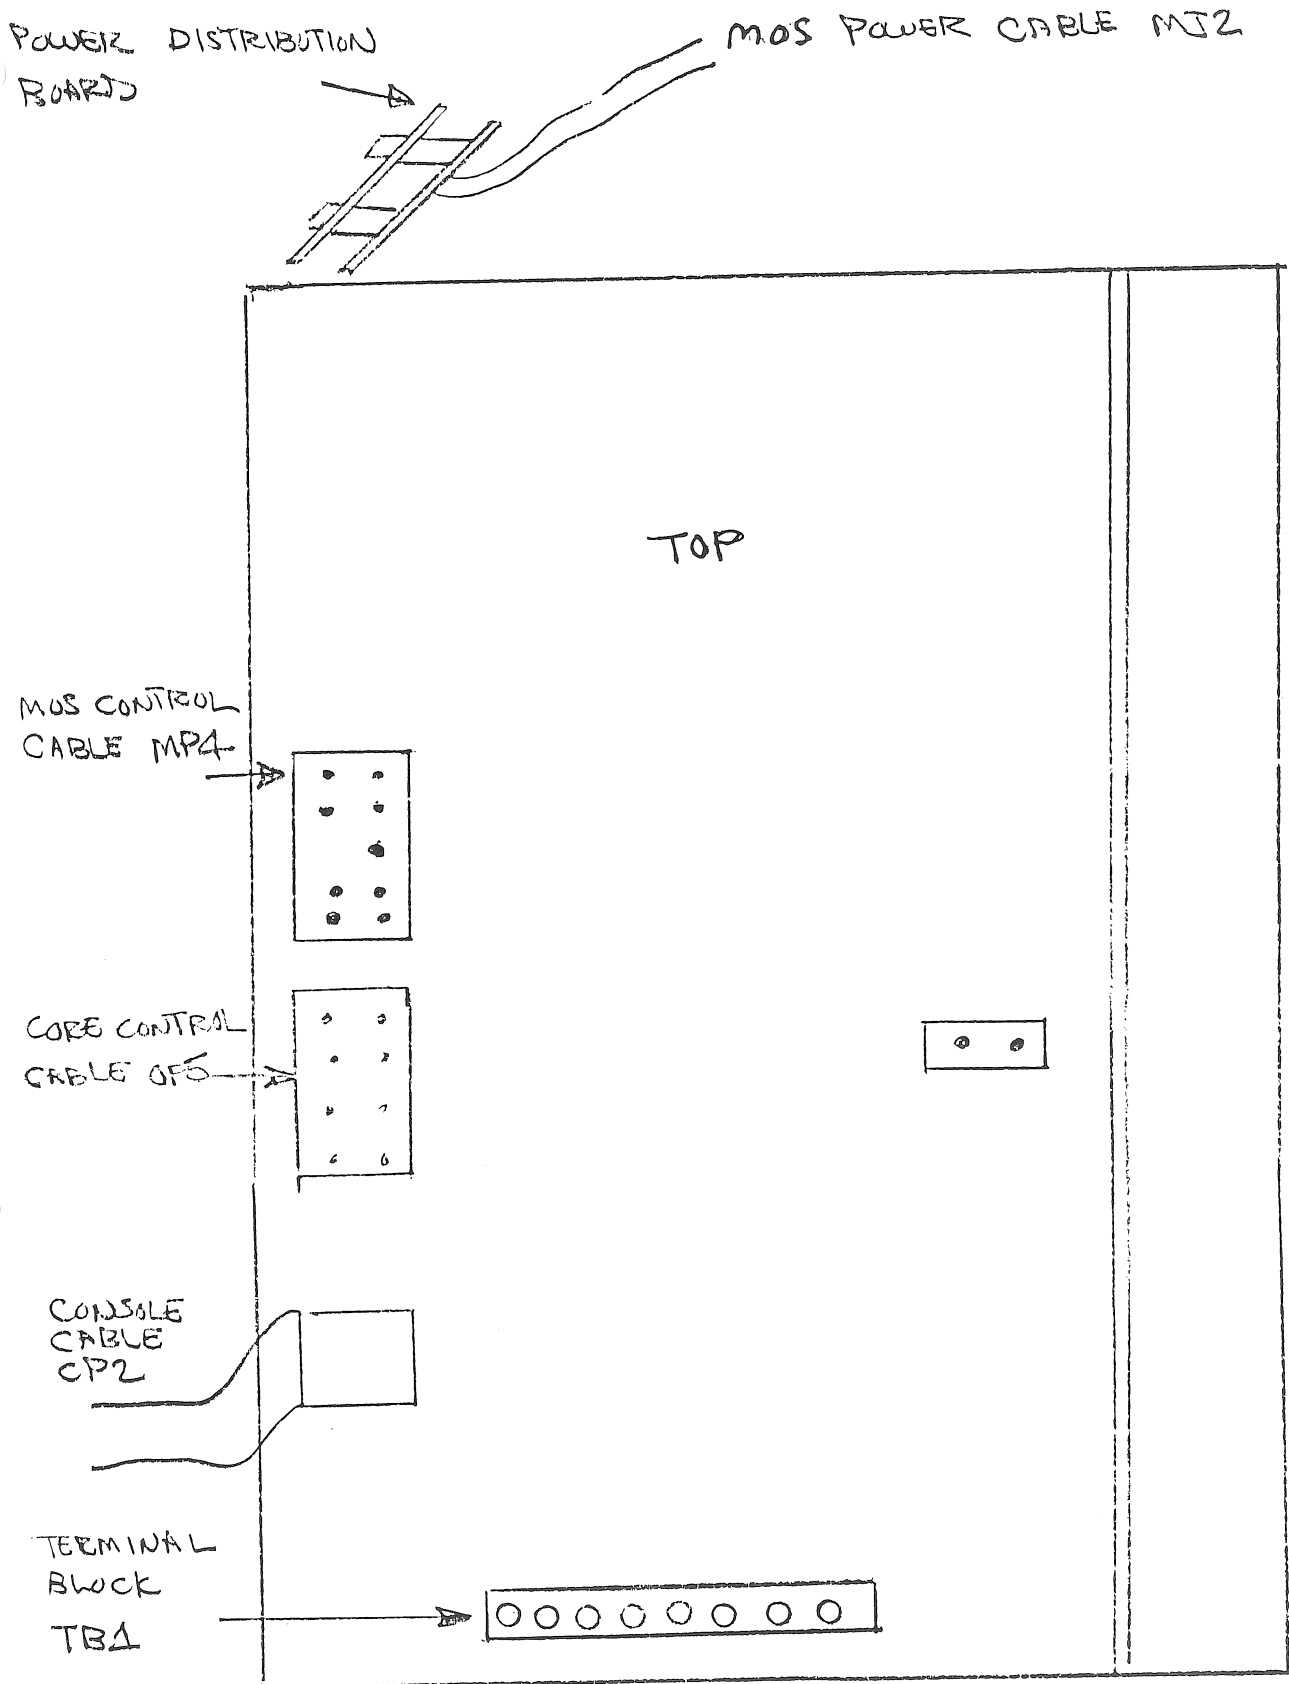 POWER DISTRIBUTION
BOARD
MOS POWER CABLE MJ2
TOP
MOS CONTROL
CABLE MP4
CORE CONTROL
CABLE OF5
CONSOLE
CABLE
CP2
TERMINAL
BLOCK
TB1